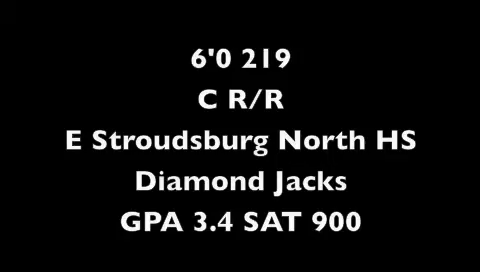 6'0 219
C R/R
E Stroudsburg North HS
Diamond Jacks
GPA 3.4 SAT 900